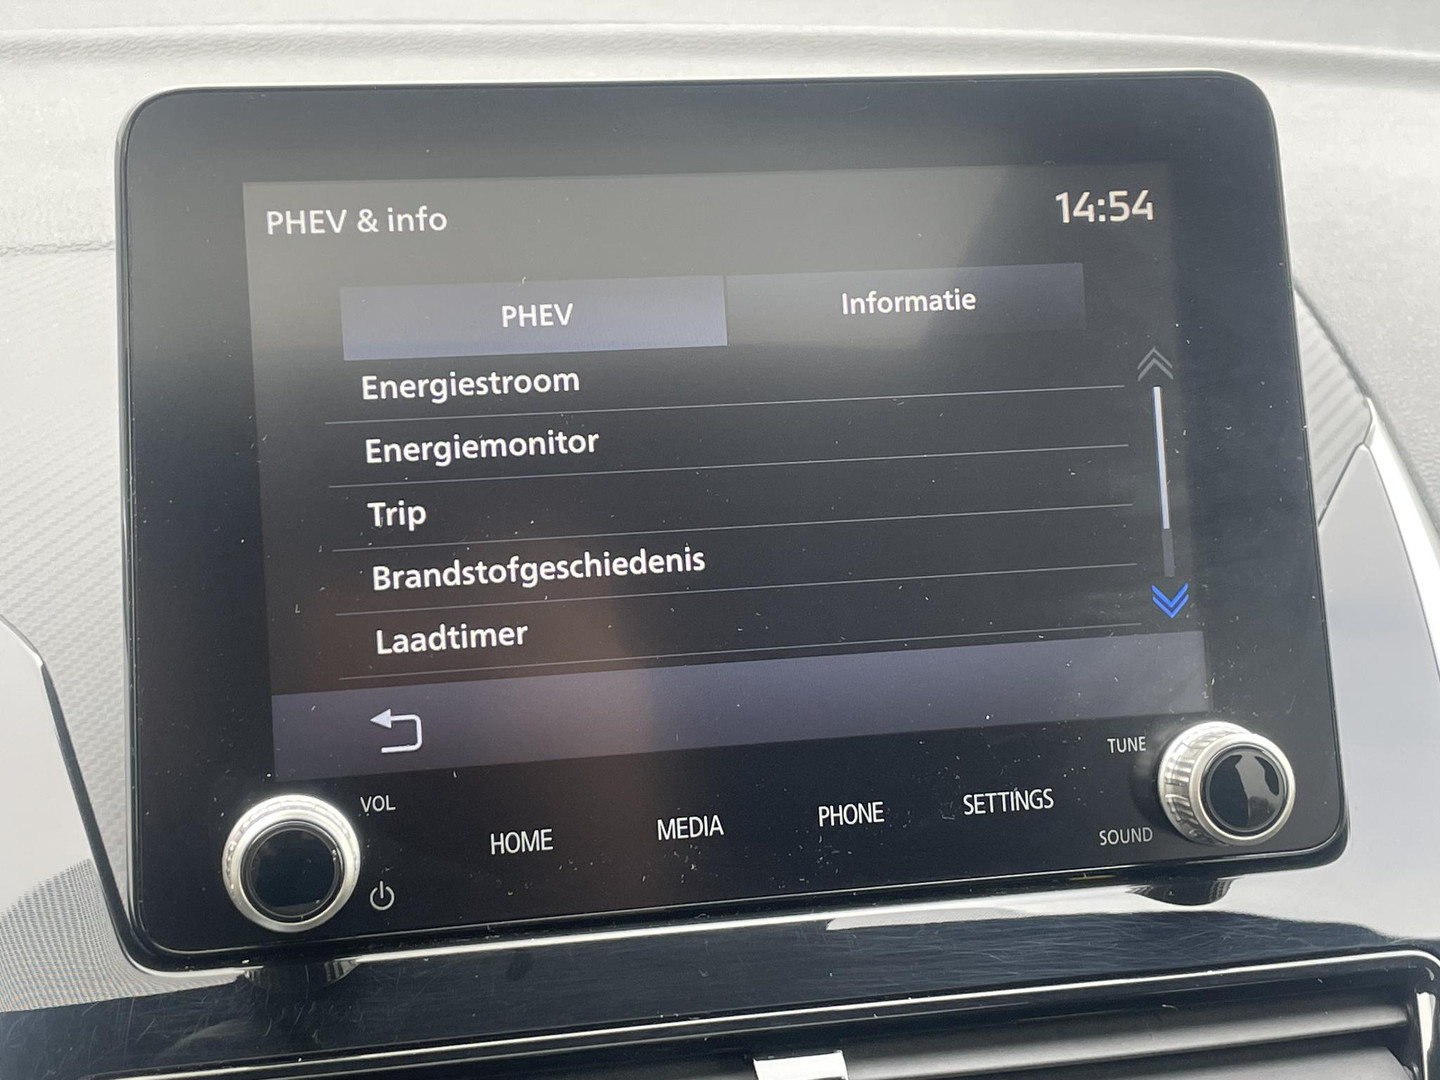 PHEV & info
14:54
PHEV
Informatie
Energiestroom
Energiemonitor
Trip
Brandstofgeschiedenis
Laadtimer
VOL
HOME
MEDIA
PHONE
SETTINGS
TUNE
SOUND